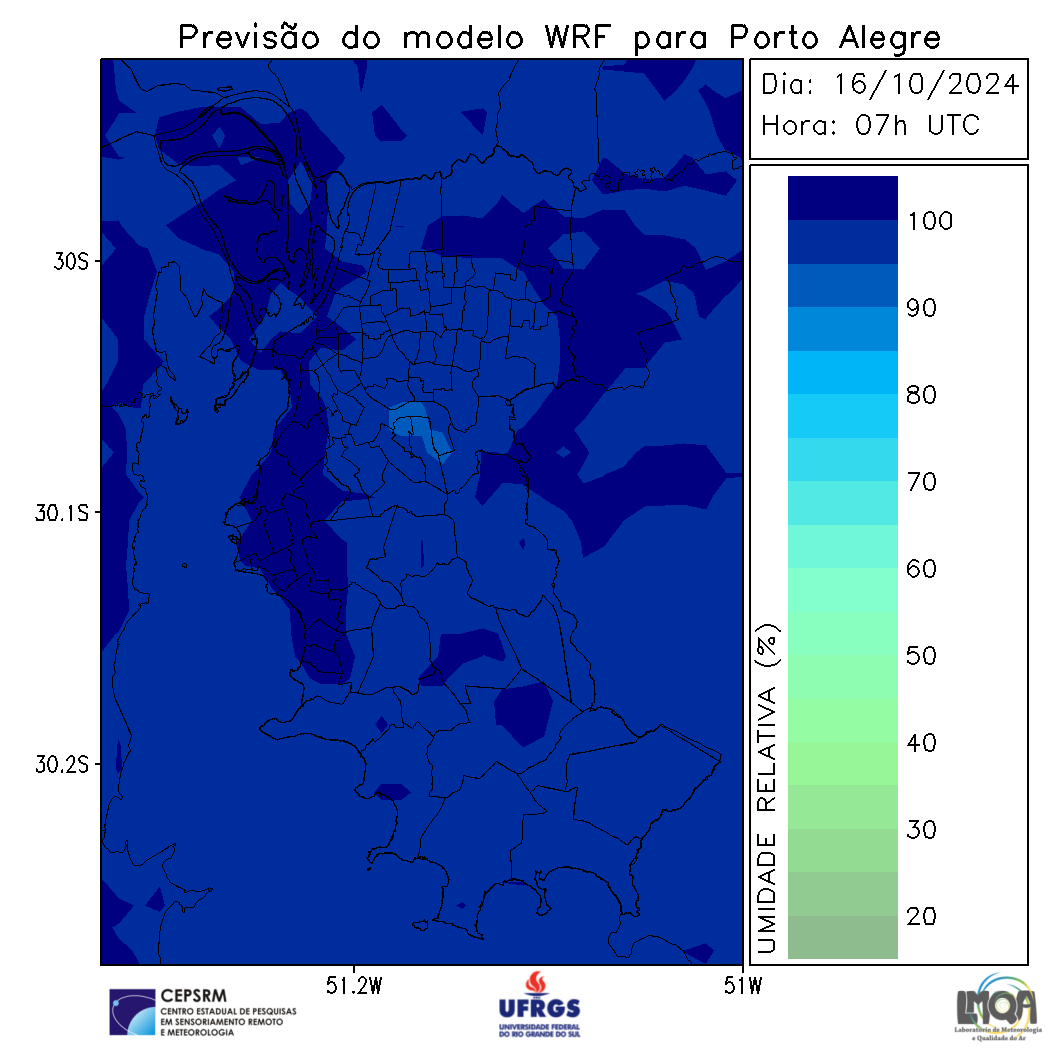 Previsão do modelo WRF para Porto Alegre
Dia: 16/10/2024
Hora: 07h UTC
100
90
80
70
60
50
40
30
20
UMIDADE RELATIVA (%)
30S
30.1S
30.2S
51.2W
51W
CEPSRM
CENTRO ESTADUAL DE PESQUISAS
EM SENSORIAMENTO REMOTO
E METEOROLOGIA
UFRGS
UNIVERSIDADE FEDERAL
DO RIO GRANDE DO SUL
LMQA
Laboratório de Meteorologia
e Qualidade do Ar